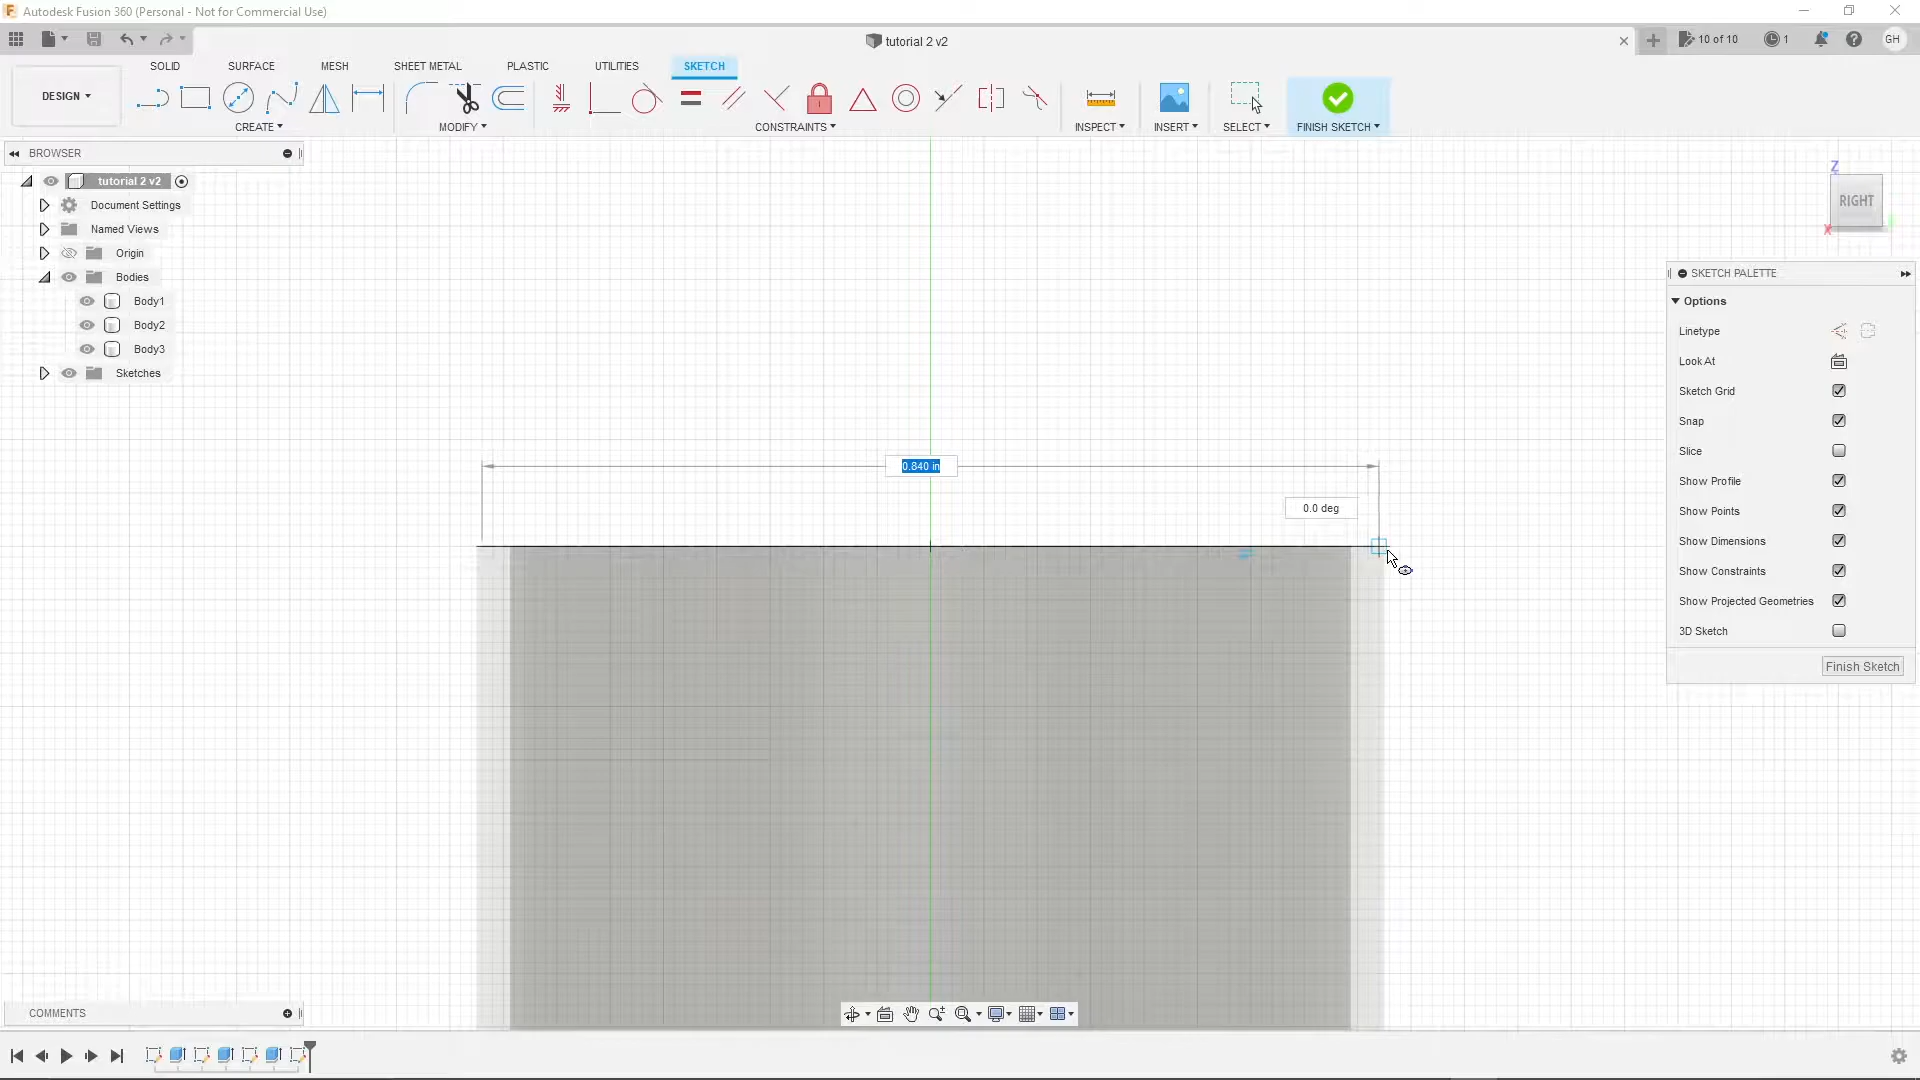 Autodesk Fusion 360 (Personal - Not for Commercial Use)
tutorial 2 v2
10 of 10
1
GH
DESIGN
SOLID
SURFACE
MESH
SHEET METAL
PLASTIC
UTILITIES
SKETCH
CREATE
MODIFY
CONSTRAINTS
INSPECT
INSERT
SELECT
FINISH SKETCH
BROWSER
tutorial 2 v2
Document Settings
Named Views
Origin
Bodies
Body1
Body2
Body3
Sketches
Z
RIGHT
X
SKETCH PALETTE
Options
Linetype
Look At
Sketch Grid
Snap
Slice
Show Profile
Show Points
Show Dimensions
Show Constraints
Show Projected Geometries
3D Sketch
Finish Sketch
0.840 in
0.0 deg
COMMENTS